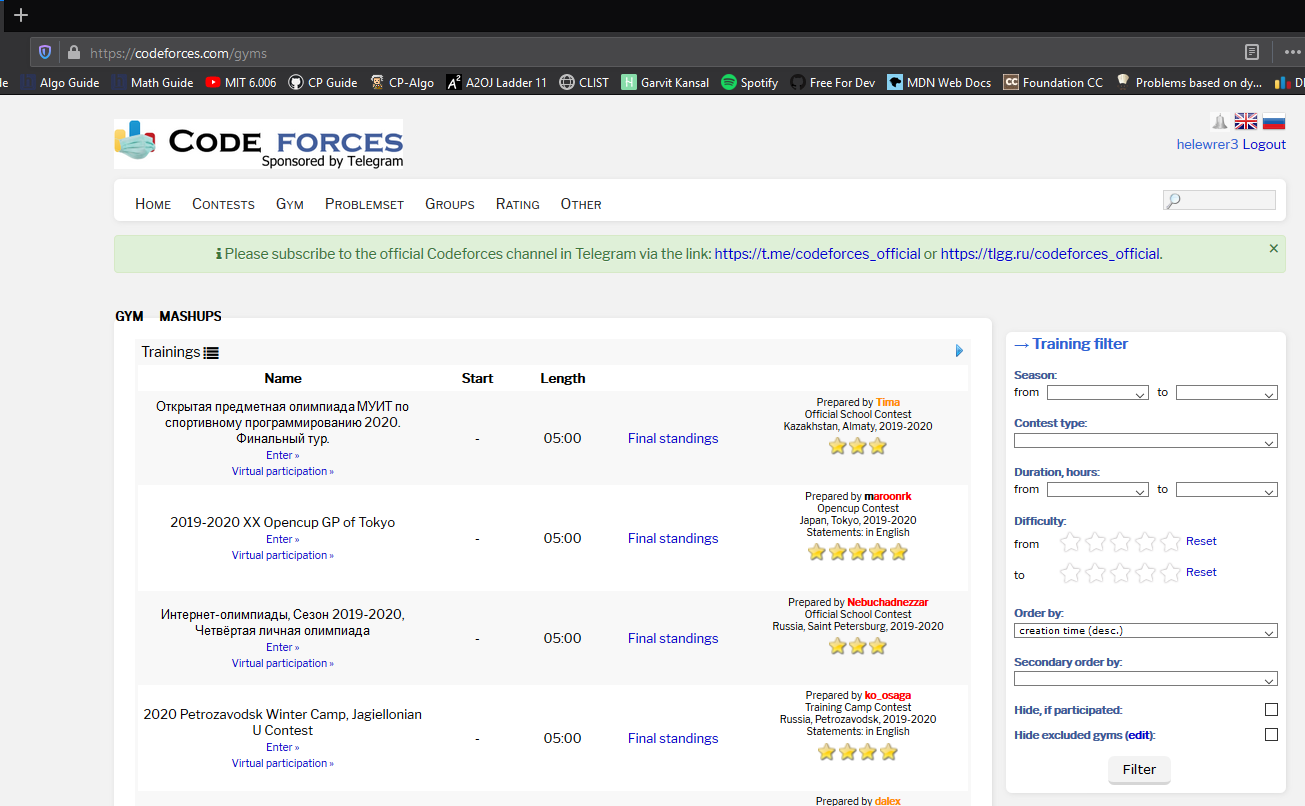 https://codeforces.com/gyms
Algo Guide Math Guide MIT 6.006 CP Guide CP-Algo A2OJ Ladder 11 CLIST Garvit Kansal Spotify Free For Dev MDN Web Docs Foundation CC Problems based on dy...
CODE FORCES
Sponsored by Telegram
helewrer3 Logout
HOME CONTESTS GYM PROBLEMSET GROUPS RATING OTHER
Please subscribe to the official Codeforces channel in Telegram via the link: https://t.me/codeforces_official or https://tlgg.ru/codeforces_official.
GYM MASHUPS
Trainings
Name Start Length
Открытая предметная олимпиада МУИТ по
спортивному программированию 2020.
Финальный тур.
Enter »
Virtual participation »
-
05:00
Final standings
Prepared by Tima
Official School Contest
Kazakhstan, Almaty, 2019-2020
2019-2020 XX Opencup GP of Tokyo
Enter »
Virtual participation »
-
05:00
Final standings
Prepared by maroonrk
Opencup Contest
Japan, Tokyo, 2019-2020
Statements: in English
Интернет-олимпиады, Сезон 2019-2020,
Четвёртая личная олимпиада
Enter »
Virtual participation »
-
05:00
Final standings
Prepared by Nebuchadnezzar
Official School Contest
Russia, Saint Petersburg, 2019-2020
2020 Petrozavodsk Winter Camp, Jagiellonian
U Contest
Enter »
Virtual participation »
-
05:00
Final standings
Prepared by ko_osaga
Training Camp Contest
Russia, Petrozavodsk, 2019-2020
Statements: in English
Prepared by dalex
→ Training filter
Season:
from to
Contest type:
Duration, hours:
from to
Difficulty:
from Reset
to Reset
Order by:
creation time (desc.)
Secondary order by:
Hide, if participated:
Hide excluded gyms (edit):
Filter